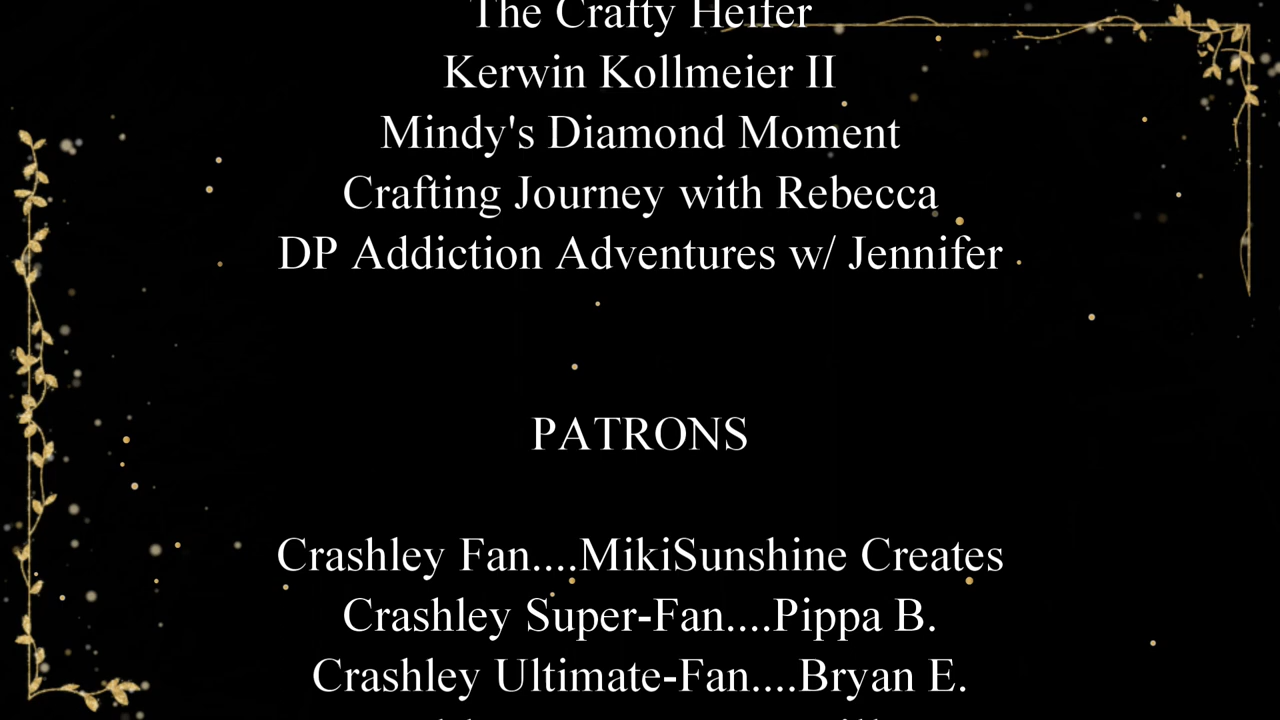 The Crafty Heifer
Kerwin Kollmeier II
Mindy's Diamond Moment
Crafting Journey with Rebecca
DP Addiction Adventures w/ Jennifer
PATRONS
Crashley Fan....MikiSunshine Creates
Crashley Super-Fan....Pippa B.
Crashley Ultimate-Fan....Bryan E.